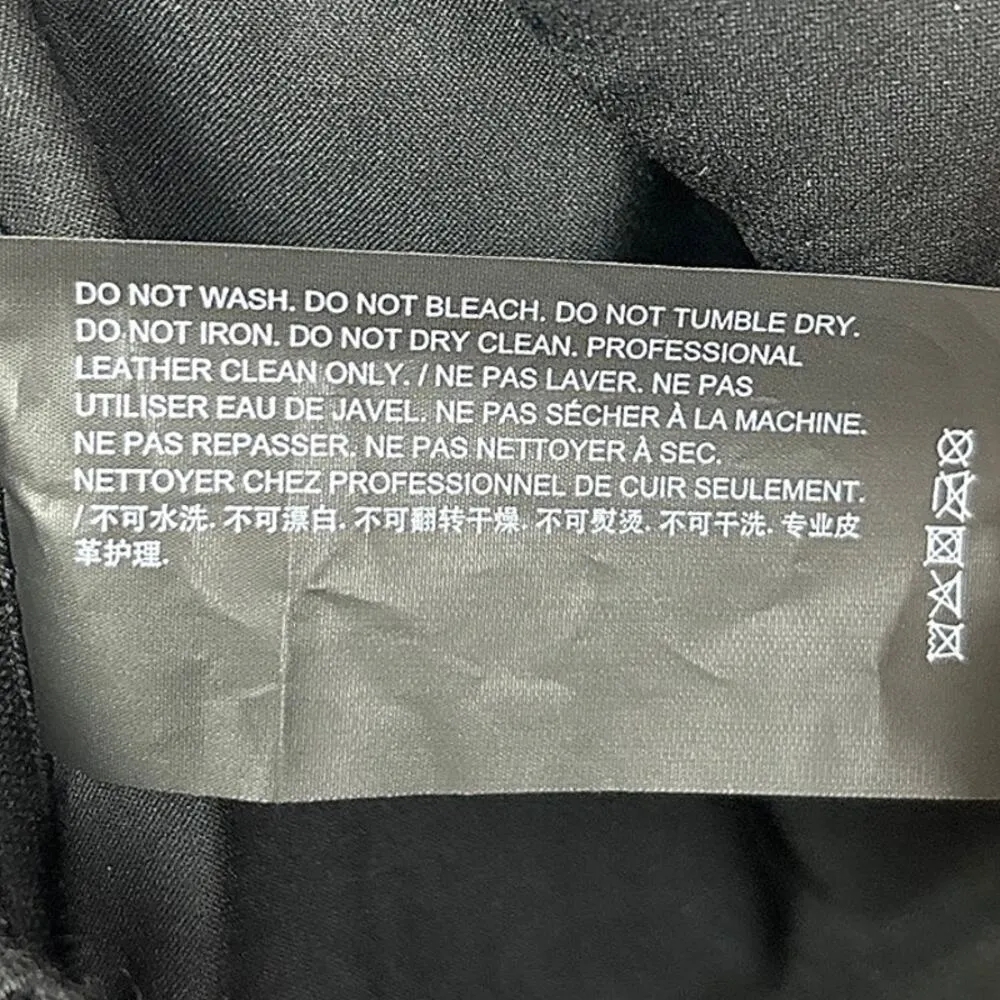 DO NOT WASH. DO NOT BLEACH. DO NOT TUMBLE DRY.
DO NOT IRON. DO NOT DRY CLEAN. PROFESSIONAL
LEATHER CLEAN ONLY. / NE PAS LAVER. NE PAS
UTILISER EAU DE JAVEL. NE PAS SÉCHER À LA MACHINE.
NE PAS REPASSER. NE PAS NETTOYER À SEC.
NETTOYER CHEZ PROFESSIONNEL DE CUIR SEULEMENT.
/ 不可水洗. 不可漂白. 不可翻转干燥. 不可熨烫. 不可干洗. 专业皮
革护理.